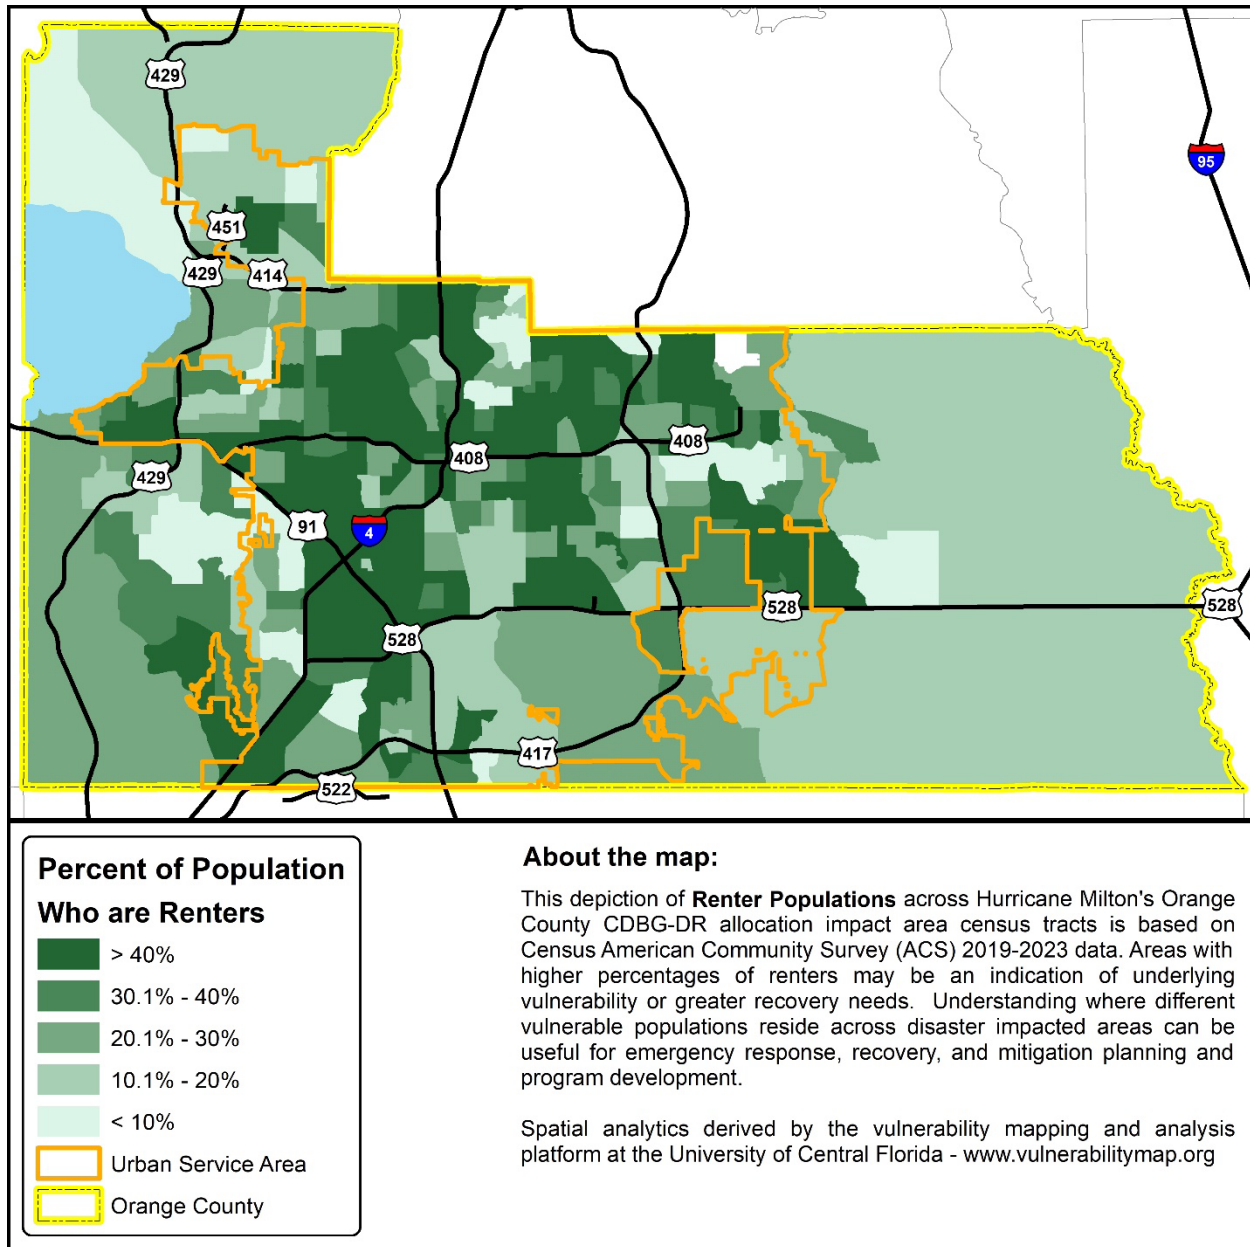 429
95
451
429
414
408
408
429
91
4
528
528
528
417
522
Percent of Population
Who are Renters
> 40%
30.1% - 40%
20.1% - 30%
10.1% - 20%
< 10%
Urban Service Area
Orange County
About the map:
This depiction of Renter Populations across Hurricane Milton's Orange
County CDBG-DR allocation impact area census tracts is based on
Census American Community Survey (ACS) 2019-2023 data. Areas with
higher percentages of renters may be an indication of underlying
vulnerability or greater recovery needs. Understanding where different
vulnerable populations reside across disaster impacted areas can be
useful for emergency response, recovery, and mitigation planning and
program development.
Spatial analytics derived by the vulnerability mapping and analysis
platform at the University of Central Florida - www.vulnerabilitymap.org